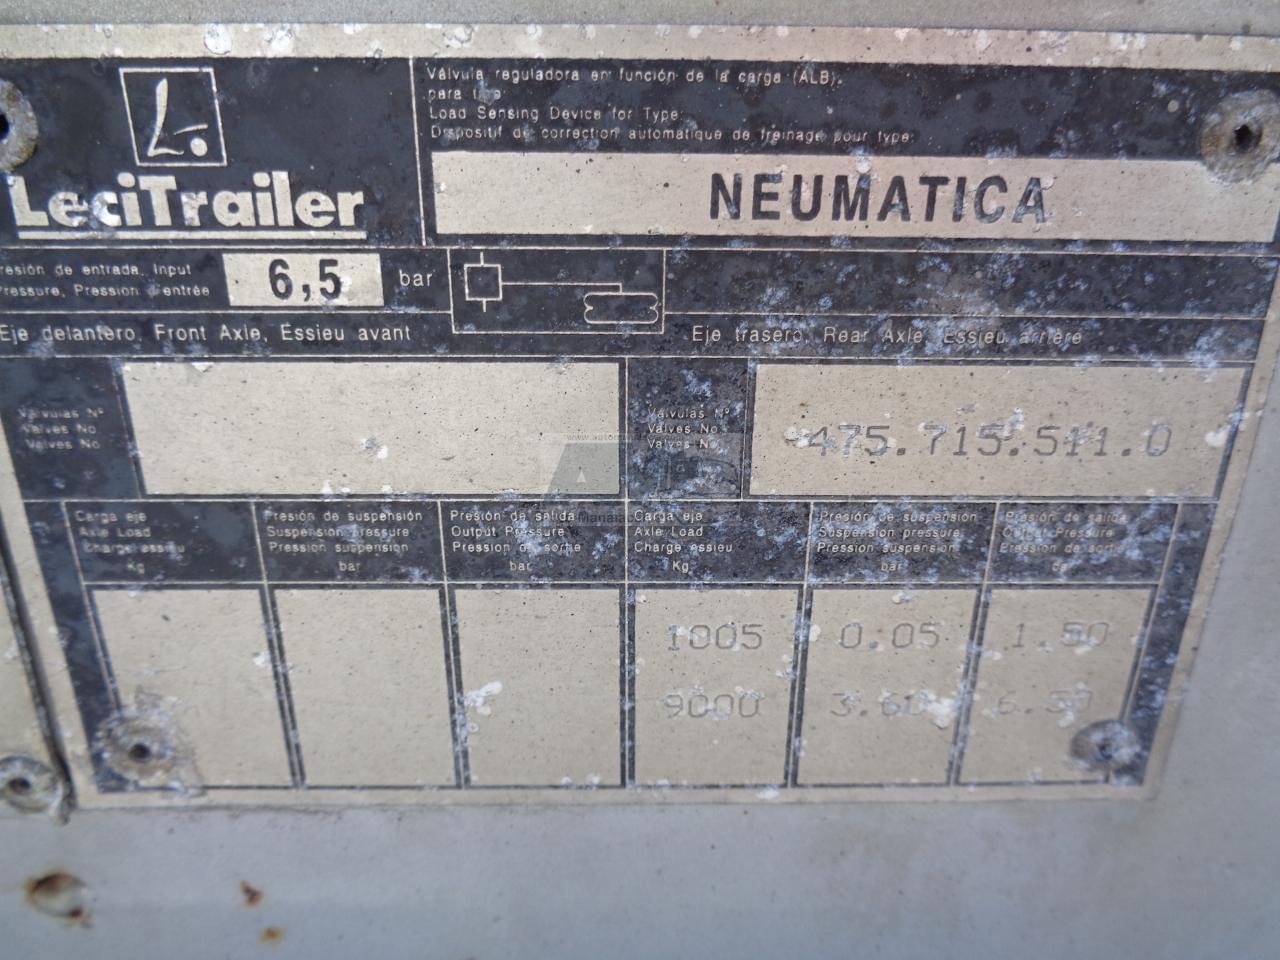 L.
LeciTrailer
Válvula reguladora en función de la carga (ALB),
para tipo:
Load Sensing Device for Type:
Dispositif de correction automatique de freinage pour type:
NEUMATICA
resión de entrada, Input
ressure, Pression d'entrée
6,5 bar
Eje delantero, Front Axle, Essieu avant
Eje trasero, Rear Axle, Essieu arrière
Válvulas Nº
Valves No
Valves No
Válvulas Nº
Valves No
Valves No
475.715.511.0
Carga eje
Axle Load
Charge essieu
Kg
Presión de suspensión
Suspension pressure
Pression suspension
bar
Presión de salida
Output Pressure
Pression de sortie
bar
Carga eje
Axle Load
Charge essieu
Kg
Presión de suspensión
Suspension pressure
Pression suspension
bar
Presión de salida
Output Pressure
Pression de sortie
1005 0.05 1.50
9000